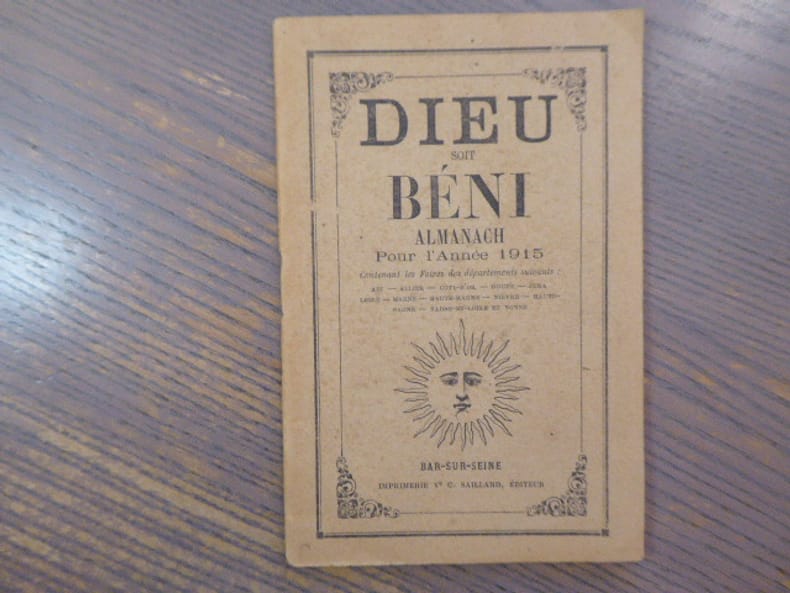 DIEU
SOIT
BÉNI
ALMANACH
Pour l'Année 1915
Contenant les Foires des départements suivants :
AIN — ALLIER — CÔTE-D'OR — DOUBS — JURA
LOIRE — MARNE — HAUTE-MARNE — NIÈVRE — HAUTE-
SAÔNE — SAÔNE-ET-LOIRE ET YONNE
BAR-SUR-SEINE
IMPRIMERIE Vᵉ C. SAILLARD, ÉDITEUR